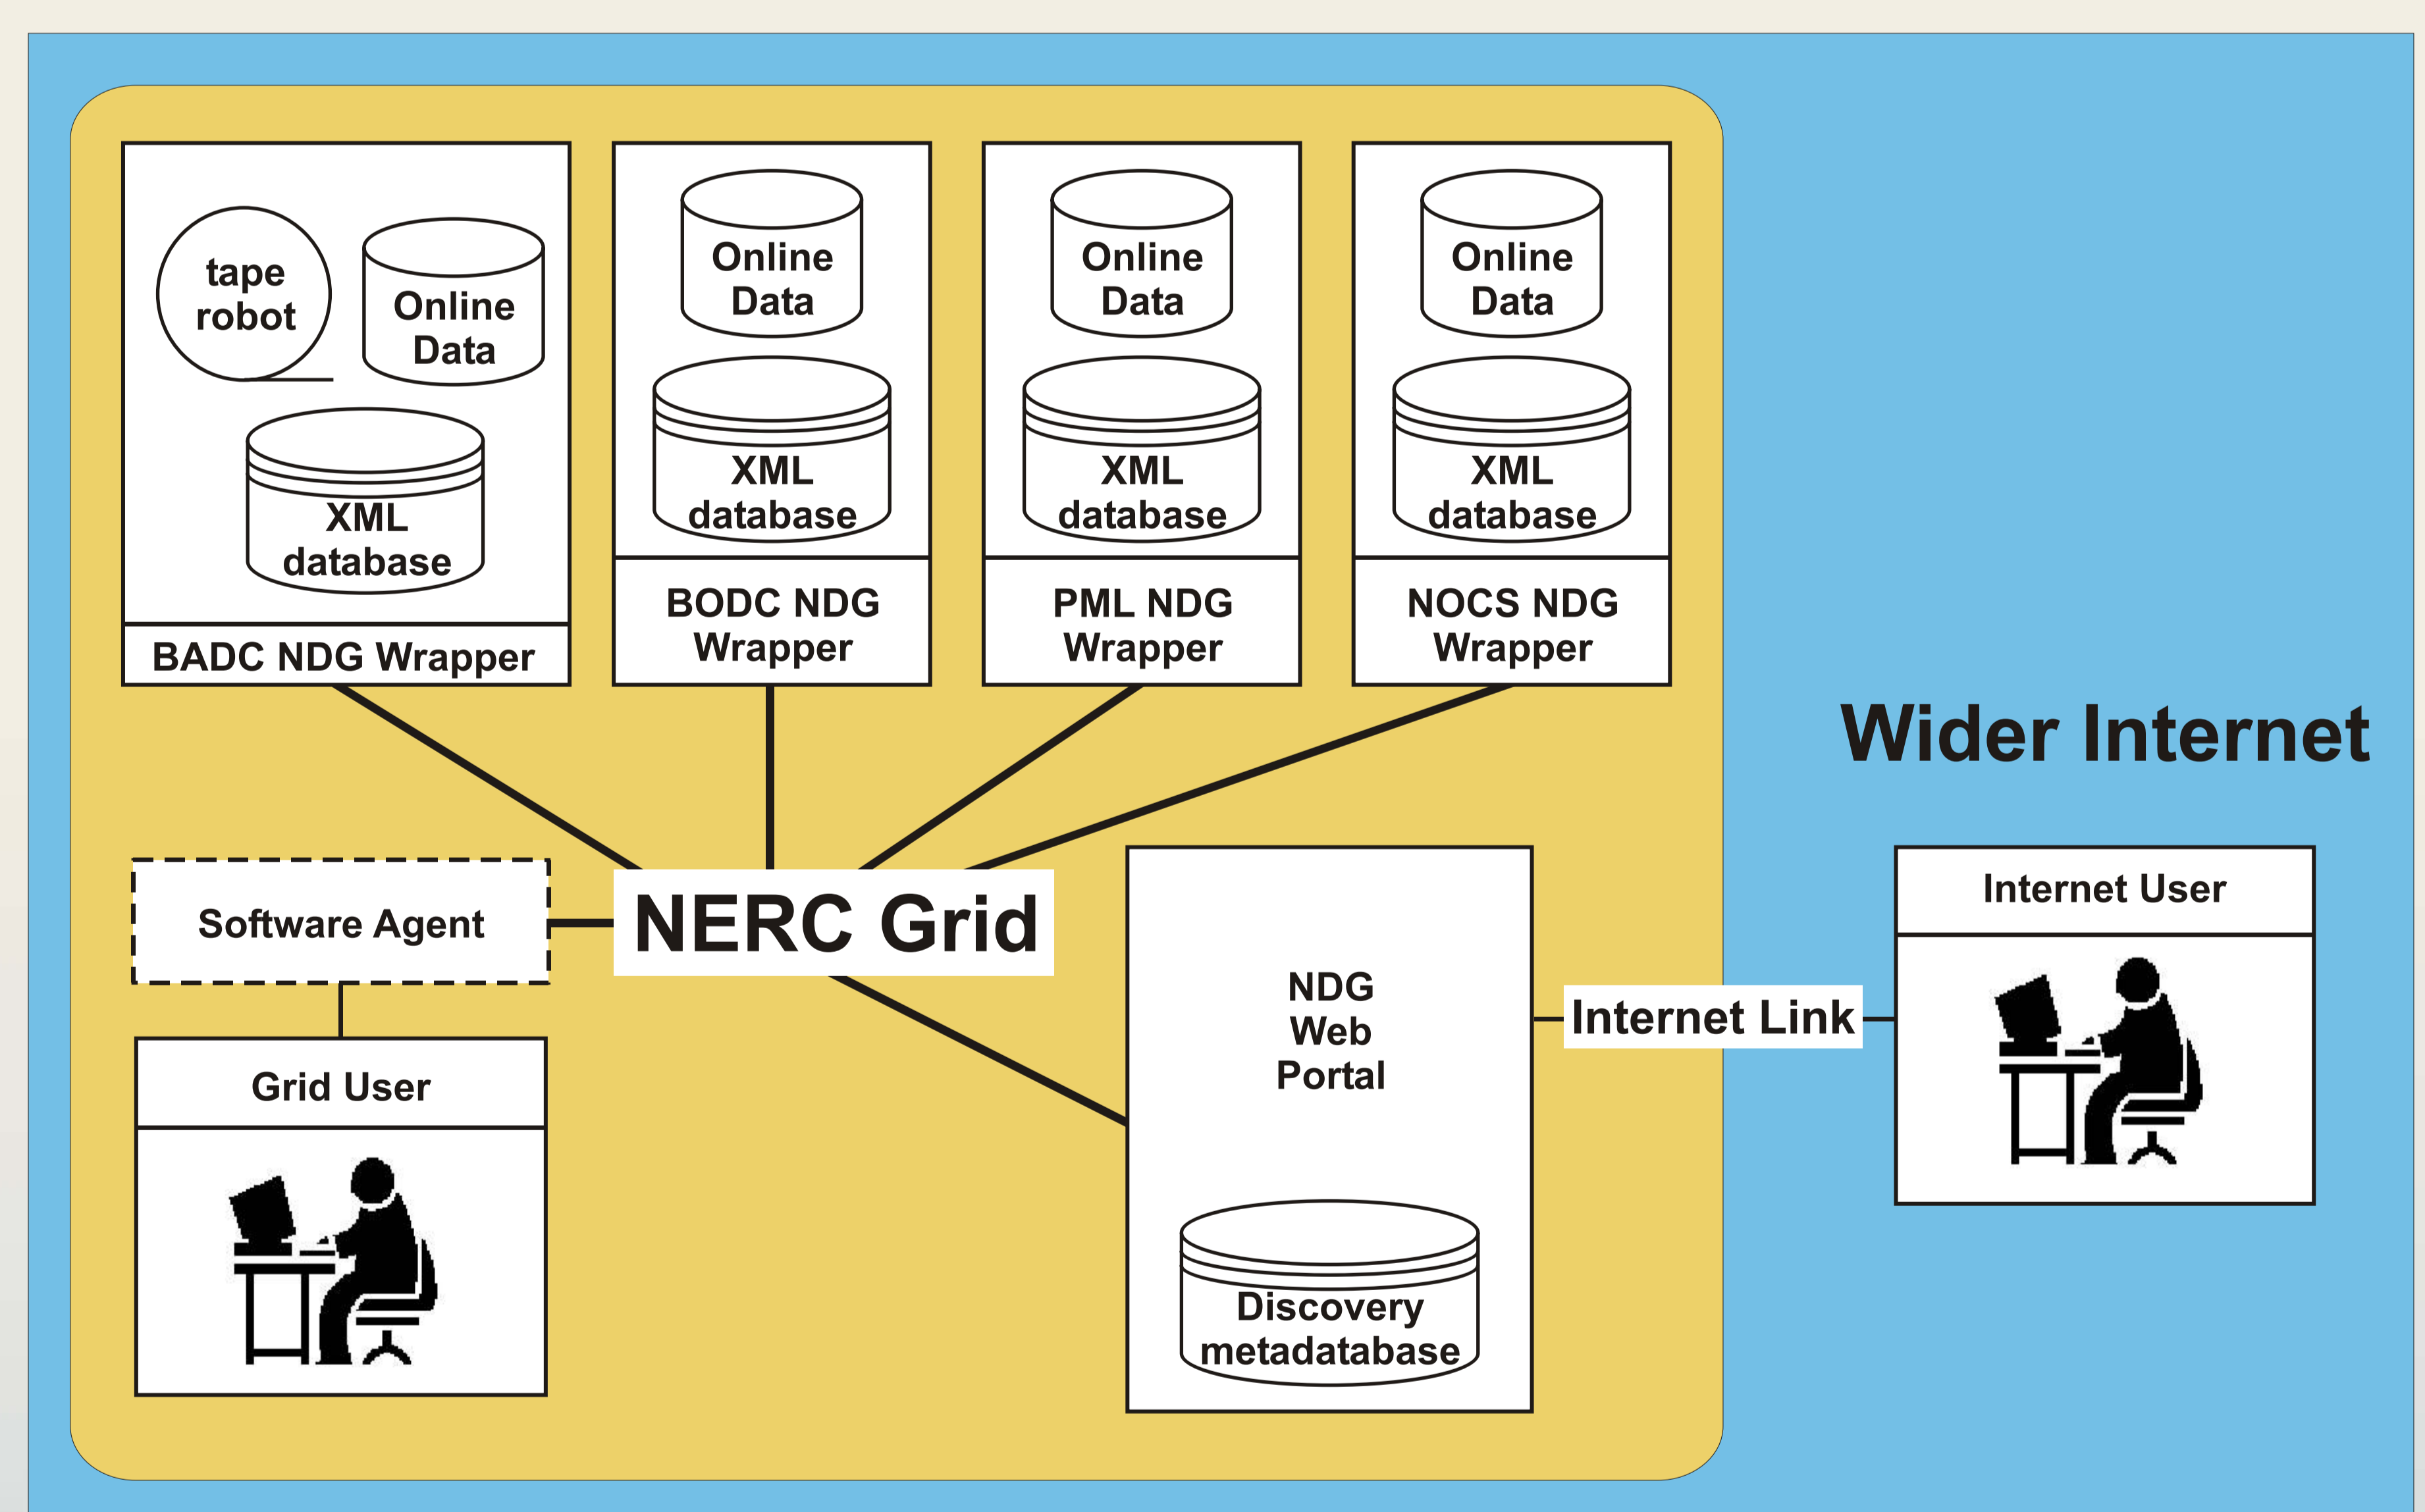 tape
robot
Online
Data
XML
database
BADC NDG Wrapper
Online
Data
XML
database
BODC NDG
Wrapper
Online
Data
XML
database
PML NDG
Wrapper
Online
Data
XML
database
NOCS NDG
Wrapper
Wider Internet
Software Agent
NERC Grid
Grid User
NDG
Web
Portal
Discovery
metadatabase
Internet Link
Internet User